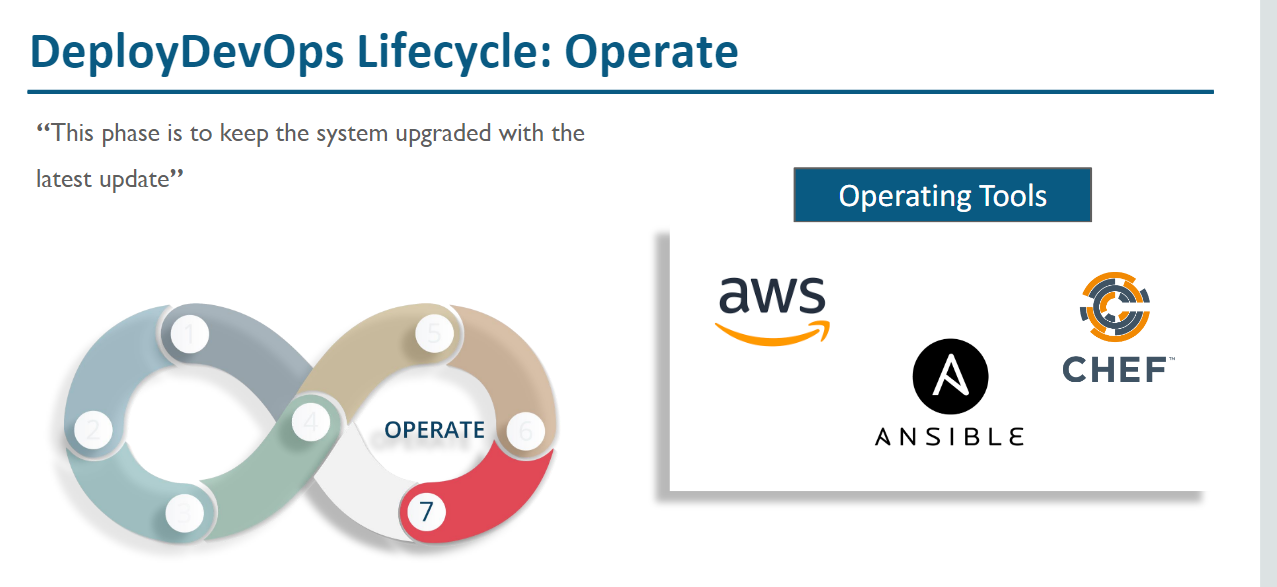 DeployDevOps Lifecycle: Operate
“This phase is to keep the system upgraded with the
latest update”
Operating Tools
aws
CHEF™
ANSIBLE
1
5
4
2
OPERATE
6
3
7